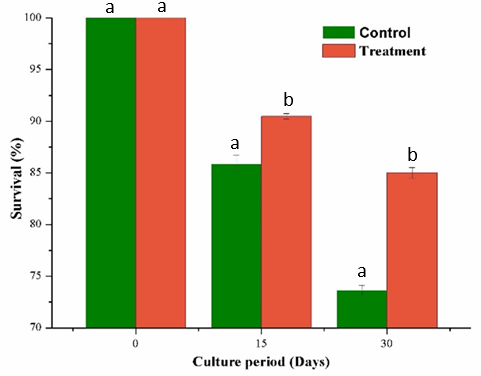 a a
100
Control
Treatment
95
b
90
a
b
85
80
a
75
70
0 15 30
Survival (%)
Culture period (Days)